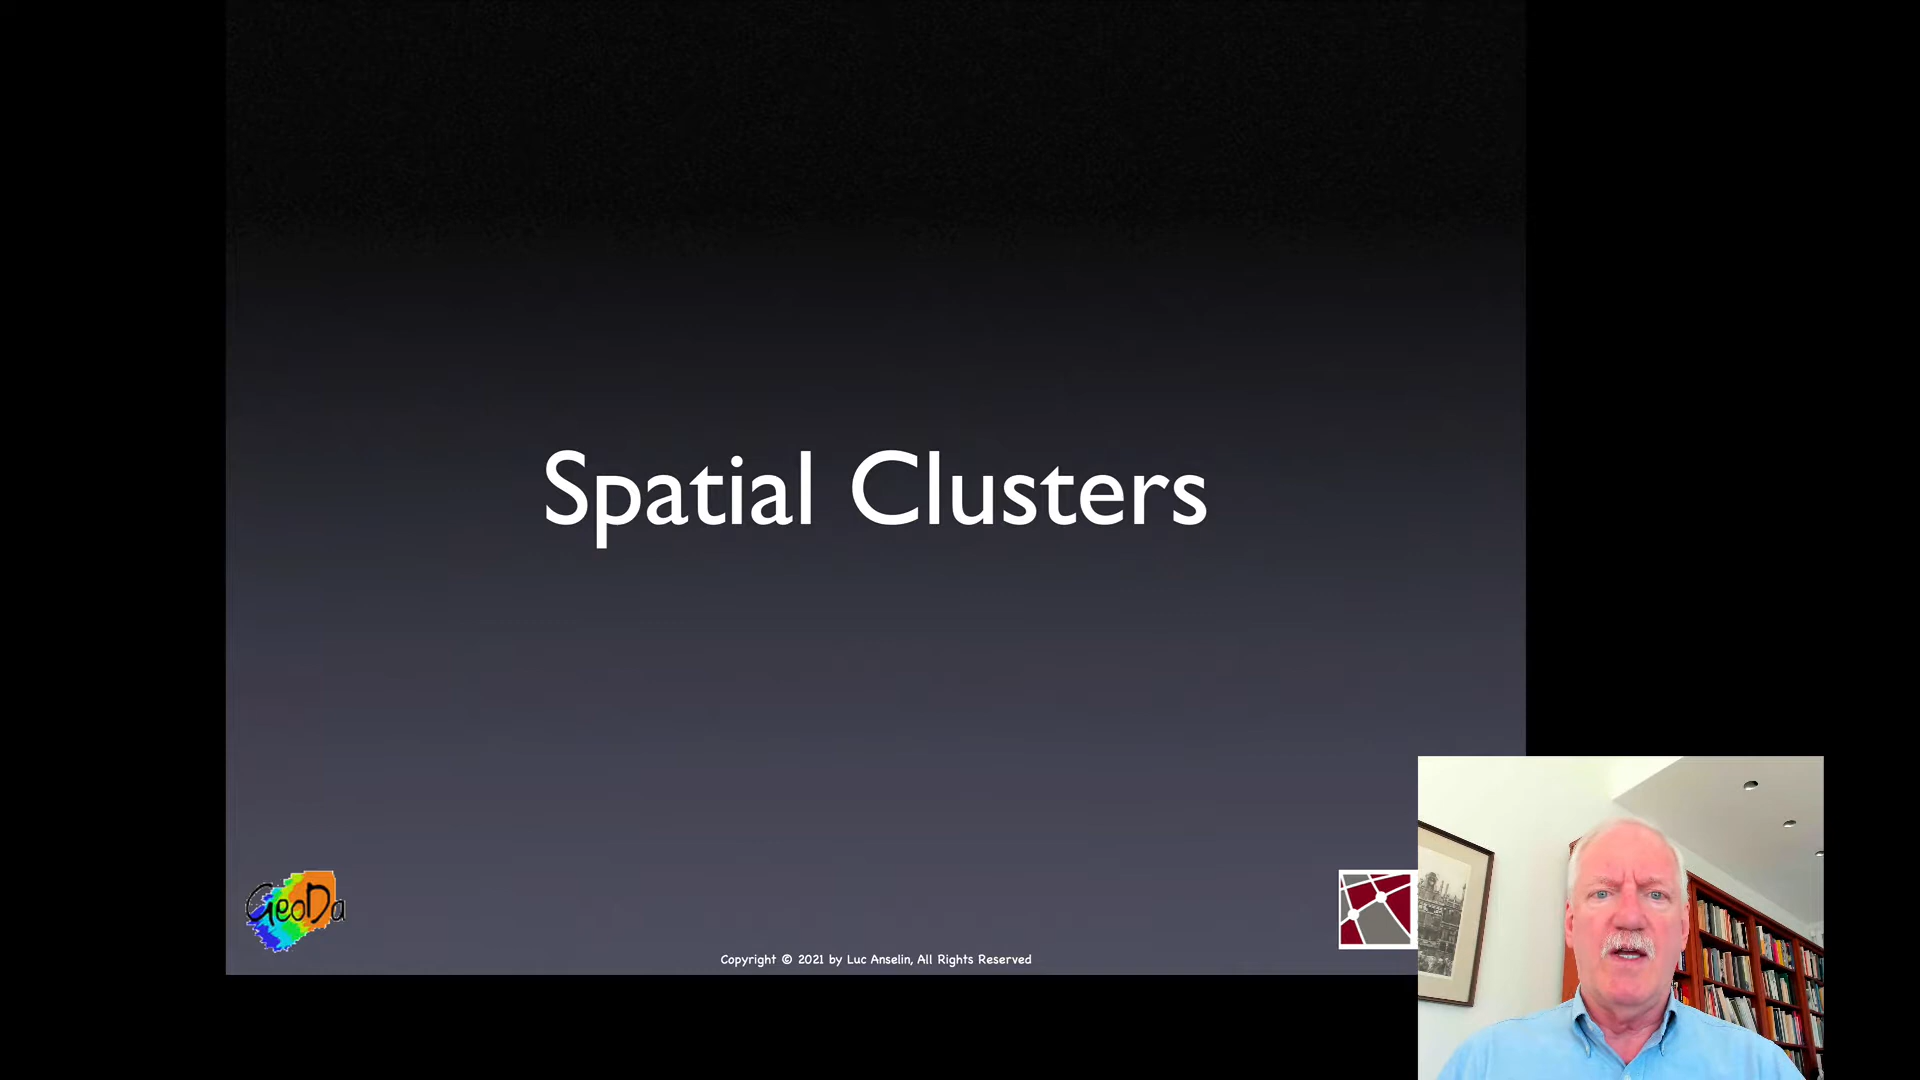 Spatial Clusters
GeoDa
Copyright © 2021 by Luc Anselin, All Rights Reserved